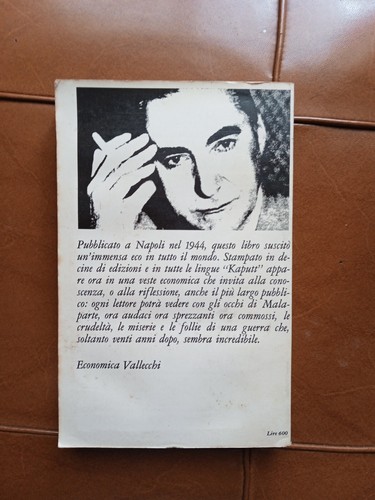 Pubblicato a Napoli nel 1944, questo libro suscitò
un'immensa eco in tutto il mondo. Stampato in de-
cine di edizioni e in tutte le lingue "Kaputt" appa-
re ora in una veste economica che invita alla cono-
scenza, o alla riflessione, anche il più largo pubbli-
co: ogni lettore potrà vedere con gli occhi di Mala-
parte, ora audaci ora sprezzanti ora commossi, le
crudeltà, le miserie e le follie di una guerra che,
soltanto venti anni dopo, sembra incredibile.
Economica Vallecchi
Lire 600